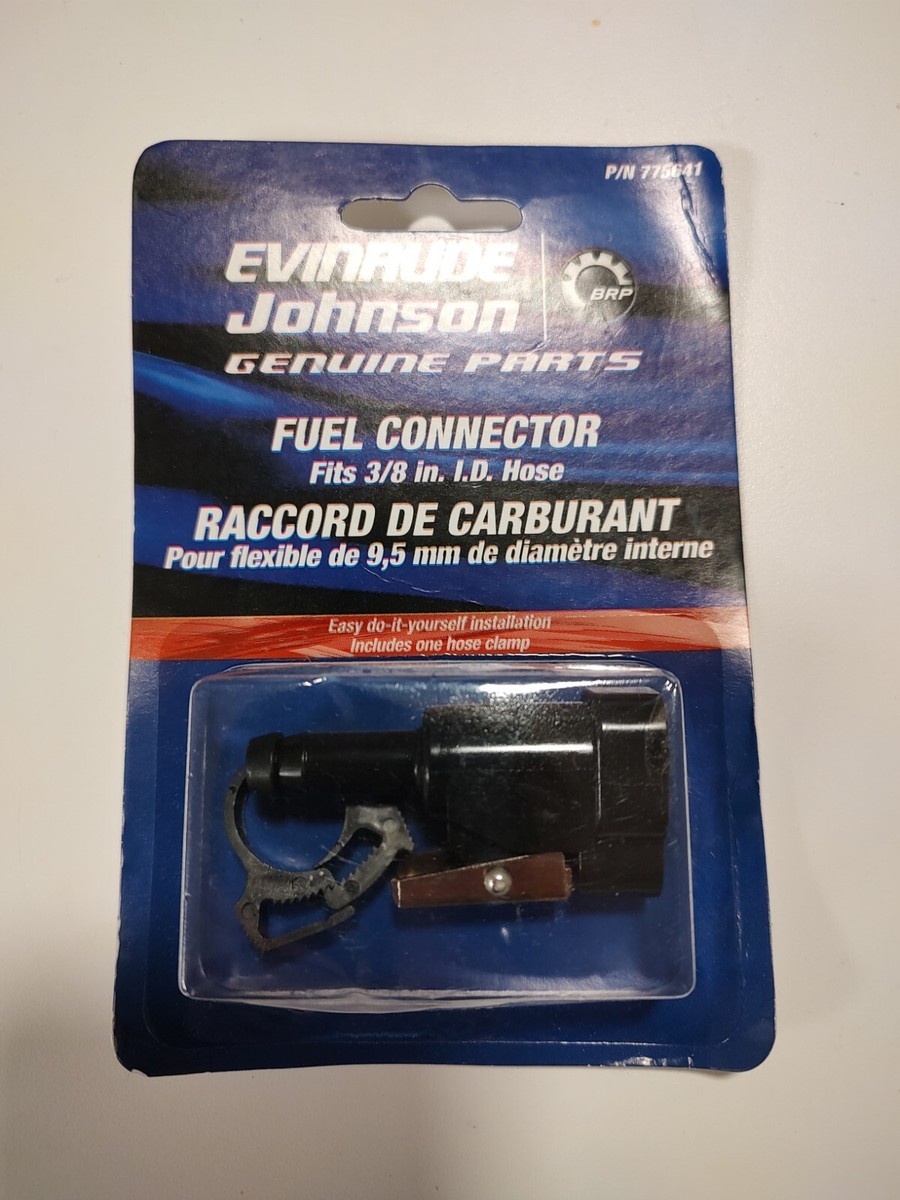 P/N 775641
EVINRUDE
Johnson
BRP
GENUINE PARTS
FUEL CONNECTOR
Fits 3/8 in. I.D. Hose
RACCORD DE CARBURANT
Pour flexible de 9,5 mm de diamètre interne
Easy do-it-yourself installation
Includes one hose clamp